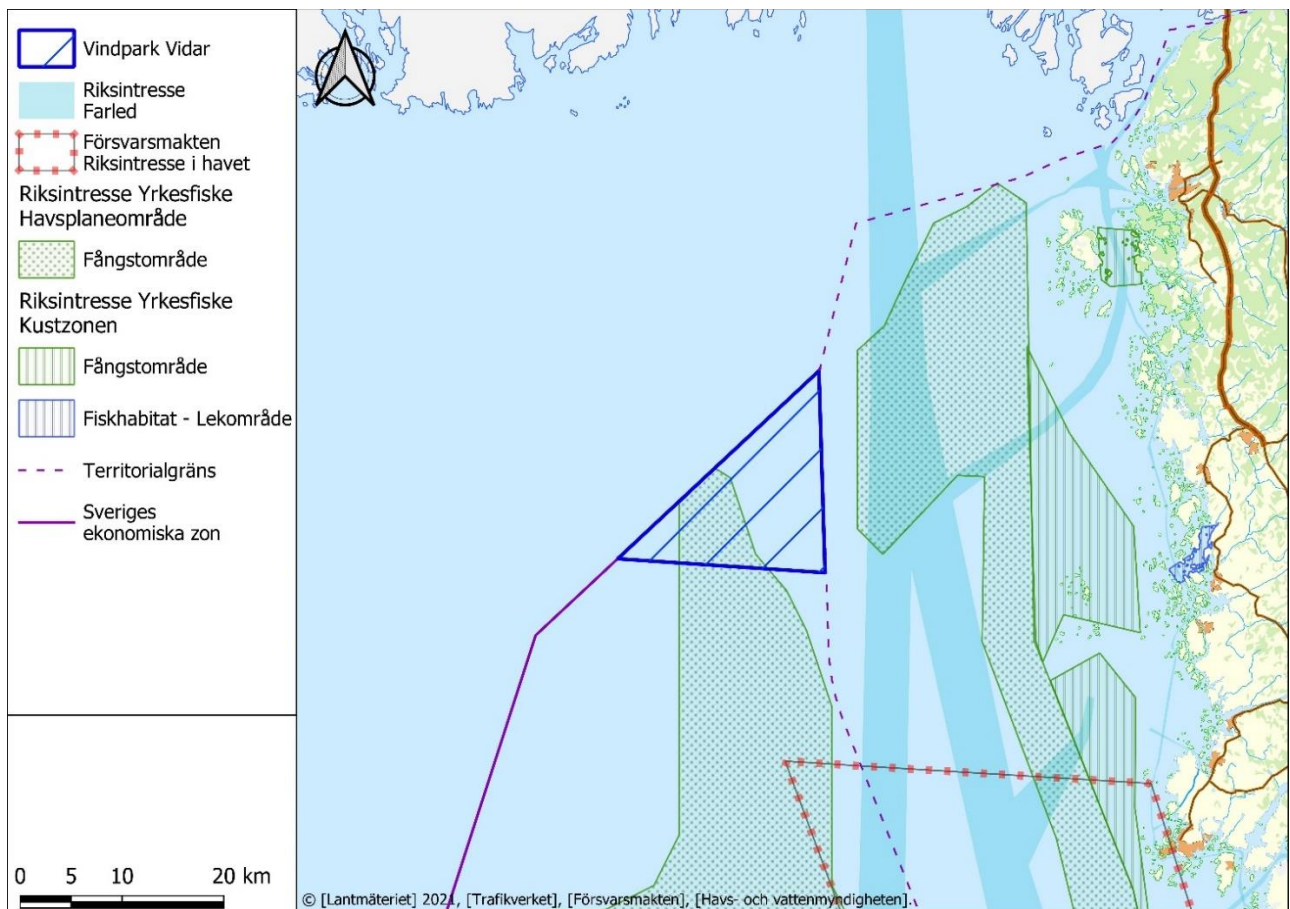 Vindpark Vidar
Riksintresse
Farled
Försvarsmakten
Riksintresse i havet
Riksintresse Yrkesfiske
Havsplaneområde
Fångstområde
Riksintresse Yrkesfiske
Kustzonen
Fångstområde
Fiskhabitat - Lekområde
Territorialgräns
Sveriges
ekonomiska zon
0 5 10 20 km
© [Lantmäteriet] 2021, [Trafikverket], [Försvarsmakten], [Havs- och vattenmyndigheten].